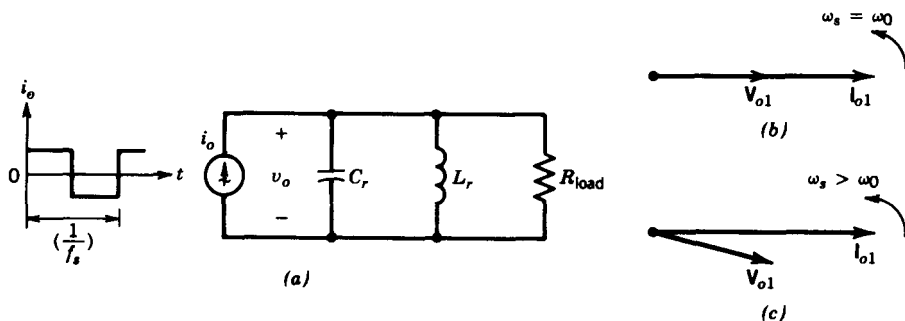 i_o
0
t
(1/f_s)
i_o
+
v_o
−
C_r
L_r
R_load
(a)
ω_s = ω_0
V_o1
I_o1
(b)
ω_s > ω_0
I_o1
V_o1
(c)